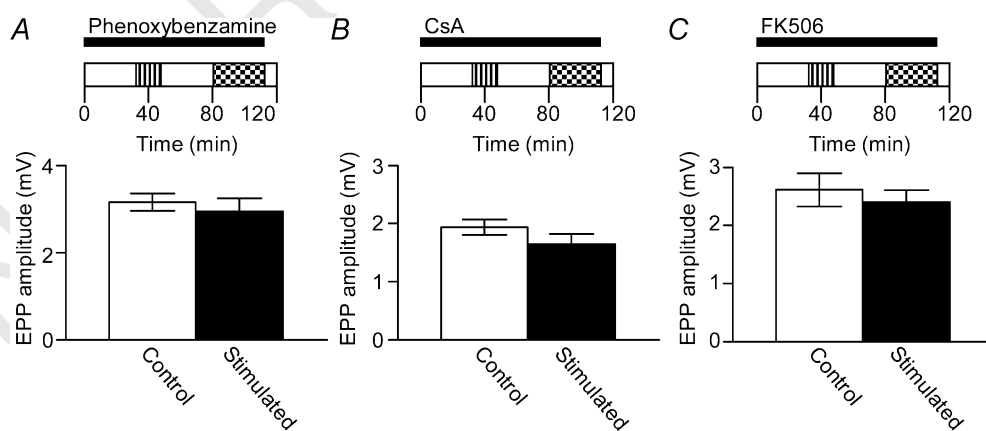 A Phenoxybenzamine
0 40 80 120
Time (min)
EPP amplitude (mV)
4
2
0
Control
Stimulated
B CsA
0 40 80 120
Time (min)
EPP amplitude (mV)
3
2
1
0
Control
Stimulated
C FK506
0 40 80 120
Time (min)
EPP amplitude (mV)
3
2
1
0
Control
Stimulated